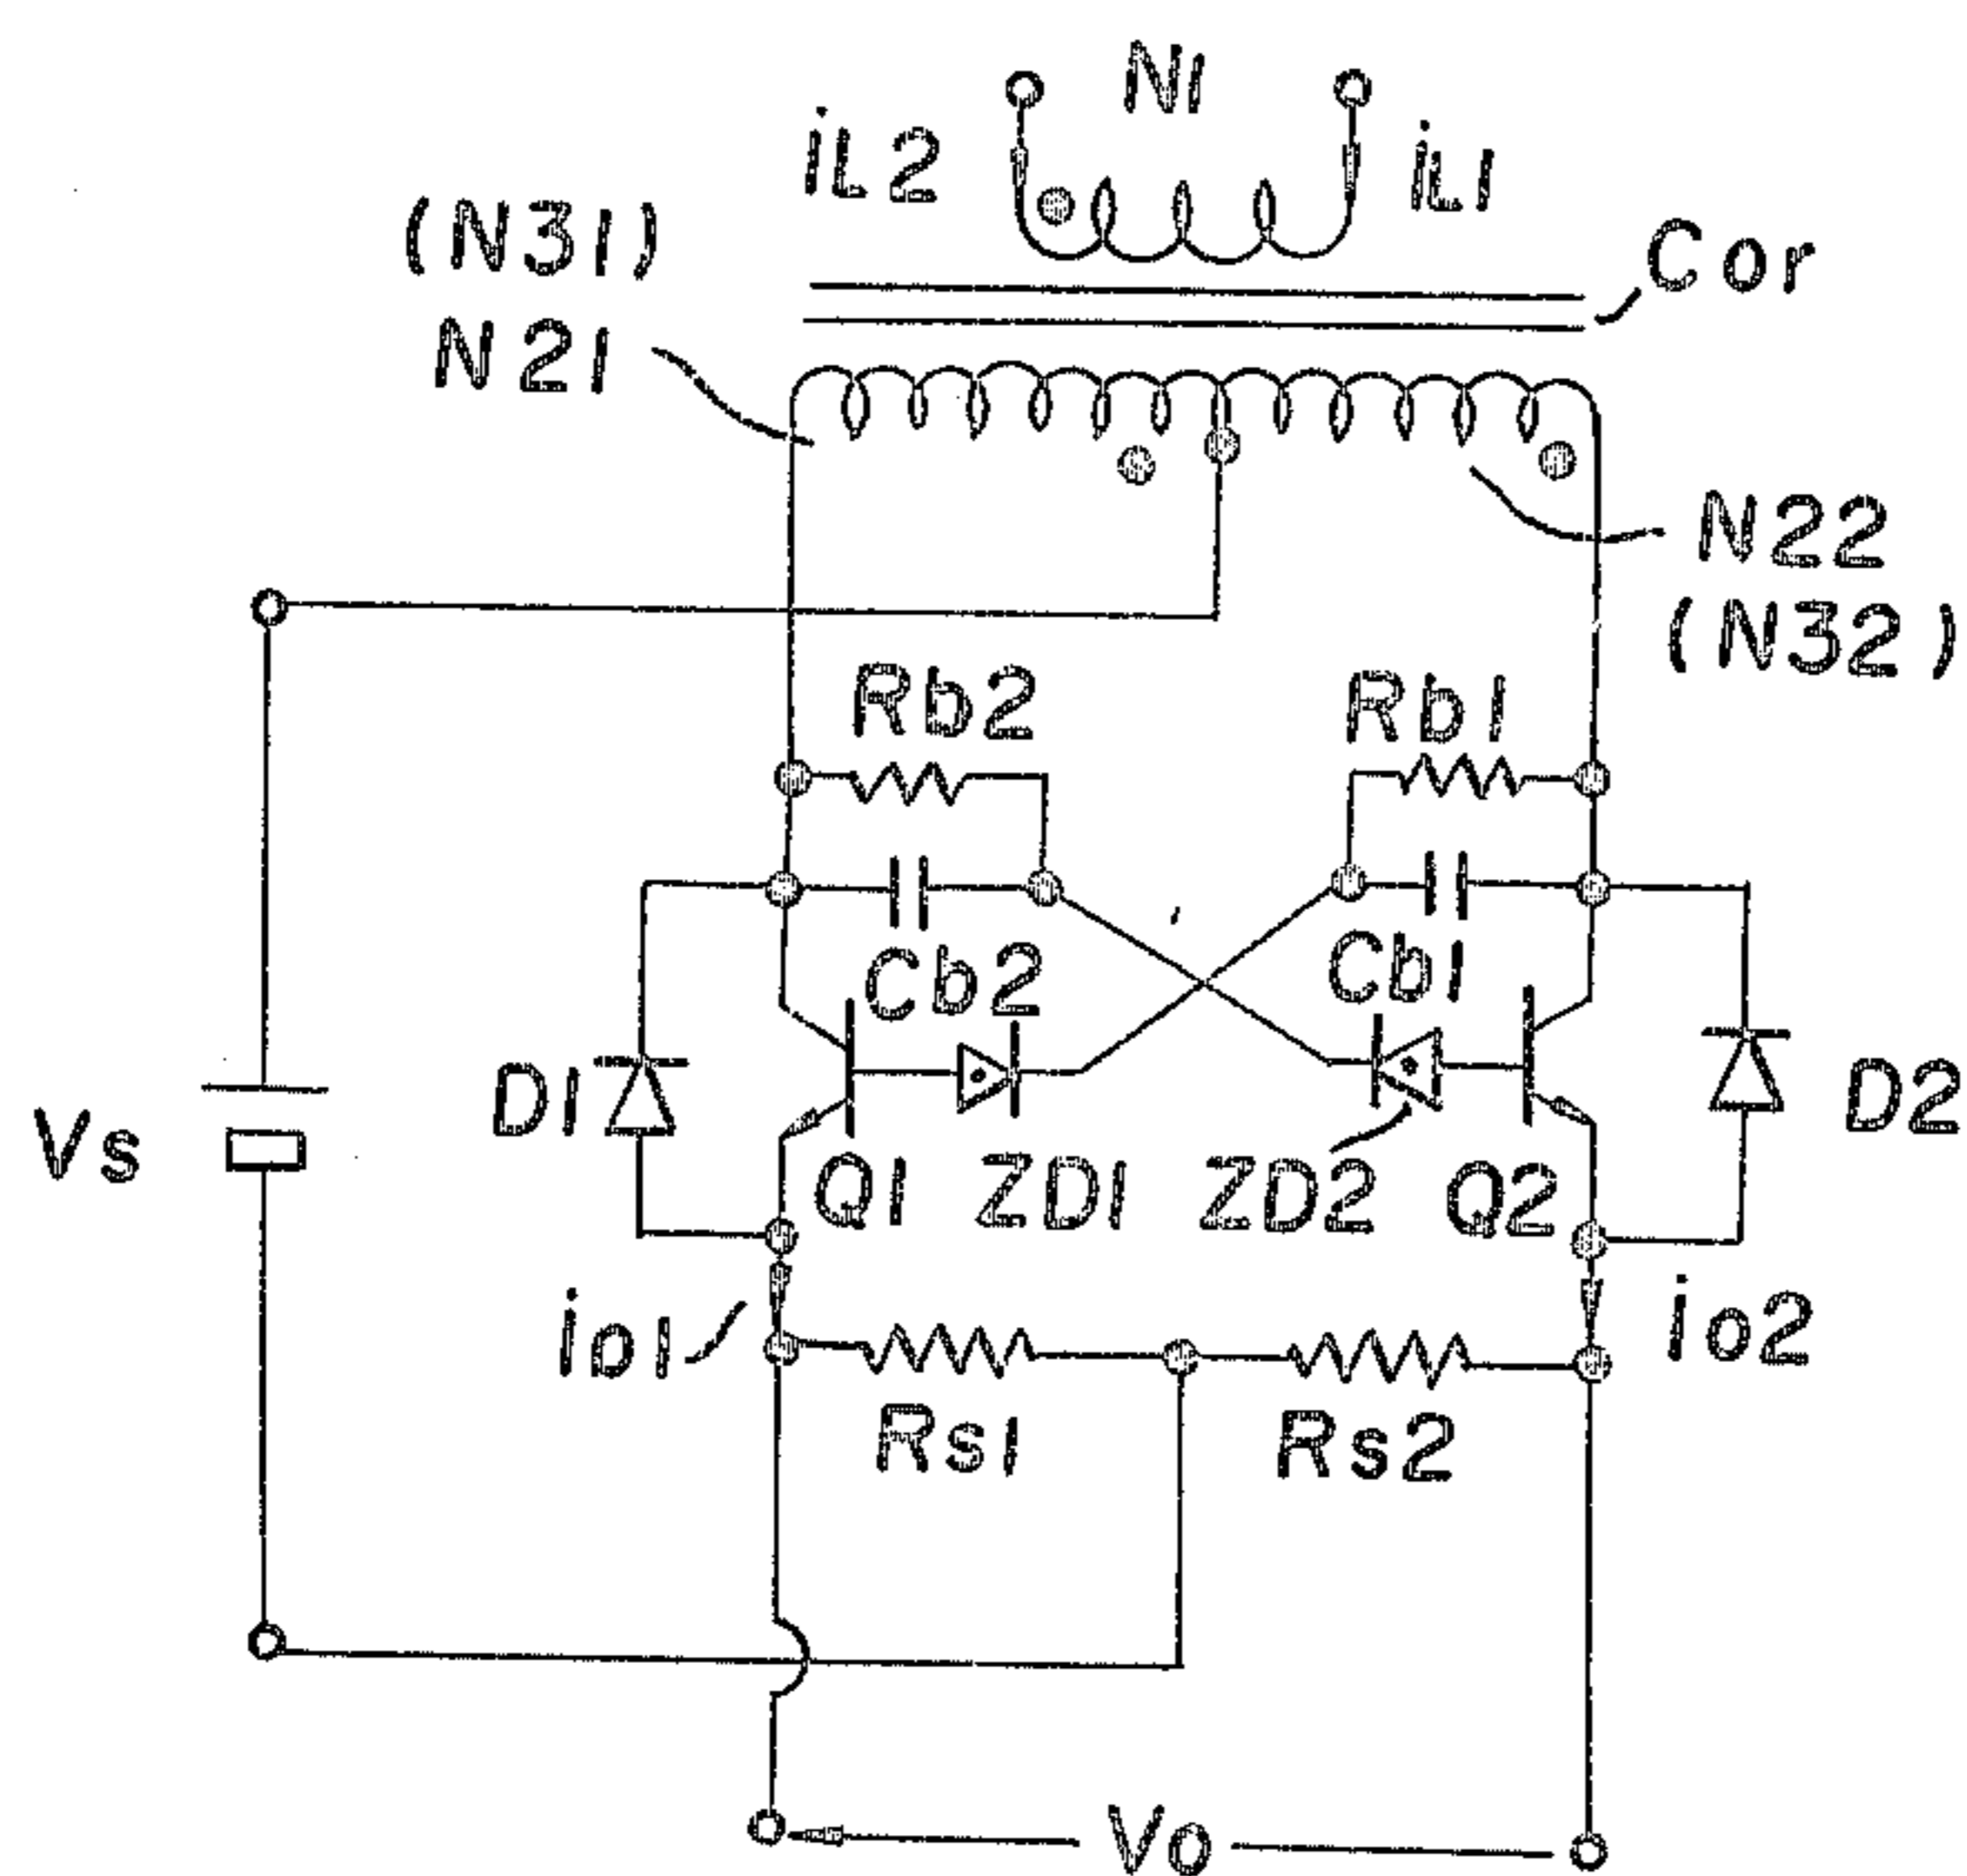 N1
iL2
iL1
(N31)
N21
Cor
N22
(N32)
Rb2
Rb1
Cb2
Cb1
D1
D2
Vs
Q1
ZD1
ZD2
Q2
io1
io2
Rs1
Rs2
Vo